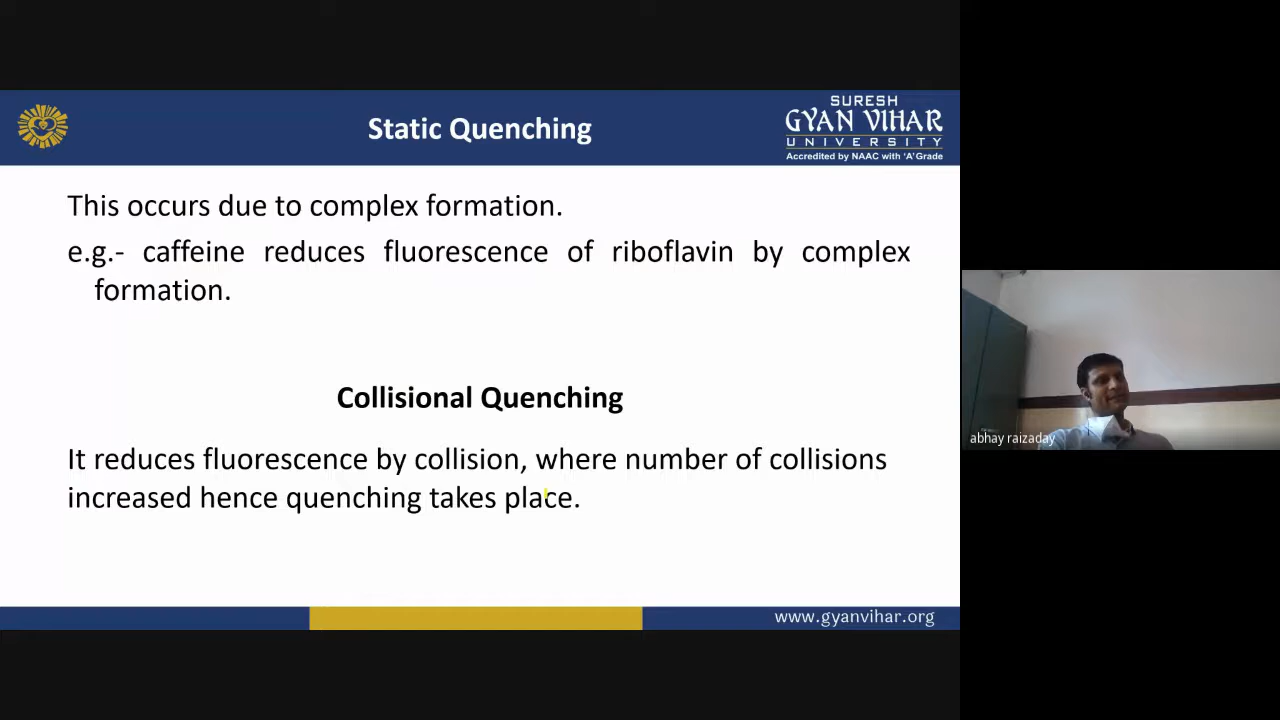 Static Quenching
SURESH
GYAN VIHAR
UNIVERSITY
Accredited by NAAC with 'A' Grade
This occurs due to complex formation.
e.g.- caffeine reduces fluorescence of riboflavin by complex
formation.
Collisional Quenching
It reduces fluorescence by collision, where number of collisions
increased hence quenching takes place.
abhay raizaday
www.gyanvihar.org